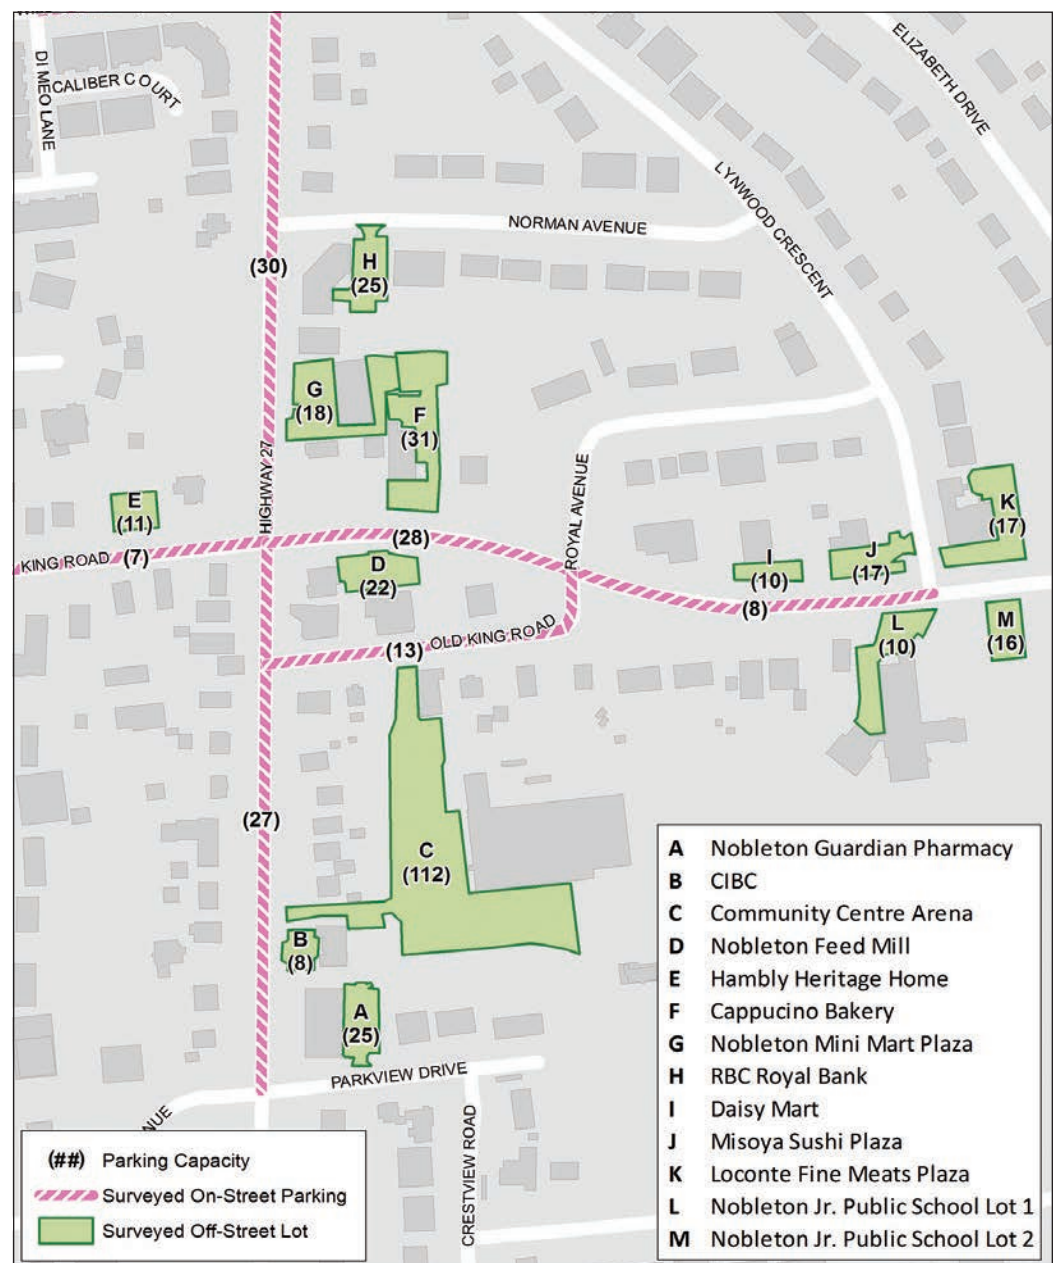 DI MEO LANE
CALIBER COURT
ELIZABETH DRIVE
LYNWOOD CRESCENT
NORMAN AVENUE
(30)
H
(25)
G
(18)
F
(31)
HIGHWAY 27
ROYAL AVENUE
E
(11)
K
(17)
KING ROAD
(7)
(28)
D
(22)
I
(10)
J
(17)
(8)
L
(10)
M
(16)
(13)
OLD KING ROAD
(27)
C
(112)
B
(8)
A
(25)
PARKVIEW DRIVE
CRESTVIEW ROAD
A Nobleton Guardian Pharmacy
B CIBC
C Community Centre Arena
D Nobleton Feed Mill
E Hambly Heritage Home
F Cappucino Bakery
G Nobleton Mini Mart Plaza
H RBC Royal Bank
I Daisy Mart
J Misoya Sushi Plaza
K Loconte Fine Meats Plaza
L Nobleton Jr. Public School Lot 1
M Nobleton Jr. Public School Lot 2
(##) Parking Capacity
Surveyed On-Street Parking
Surveyed Off-Street Lot